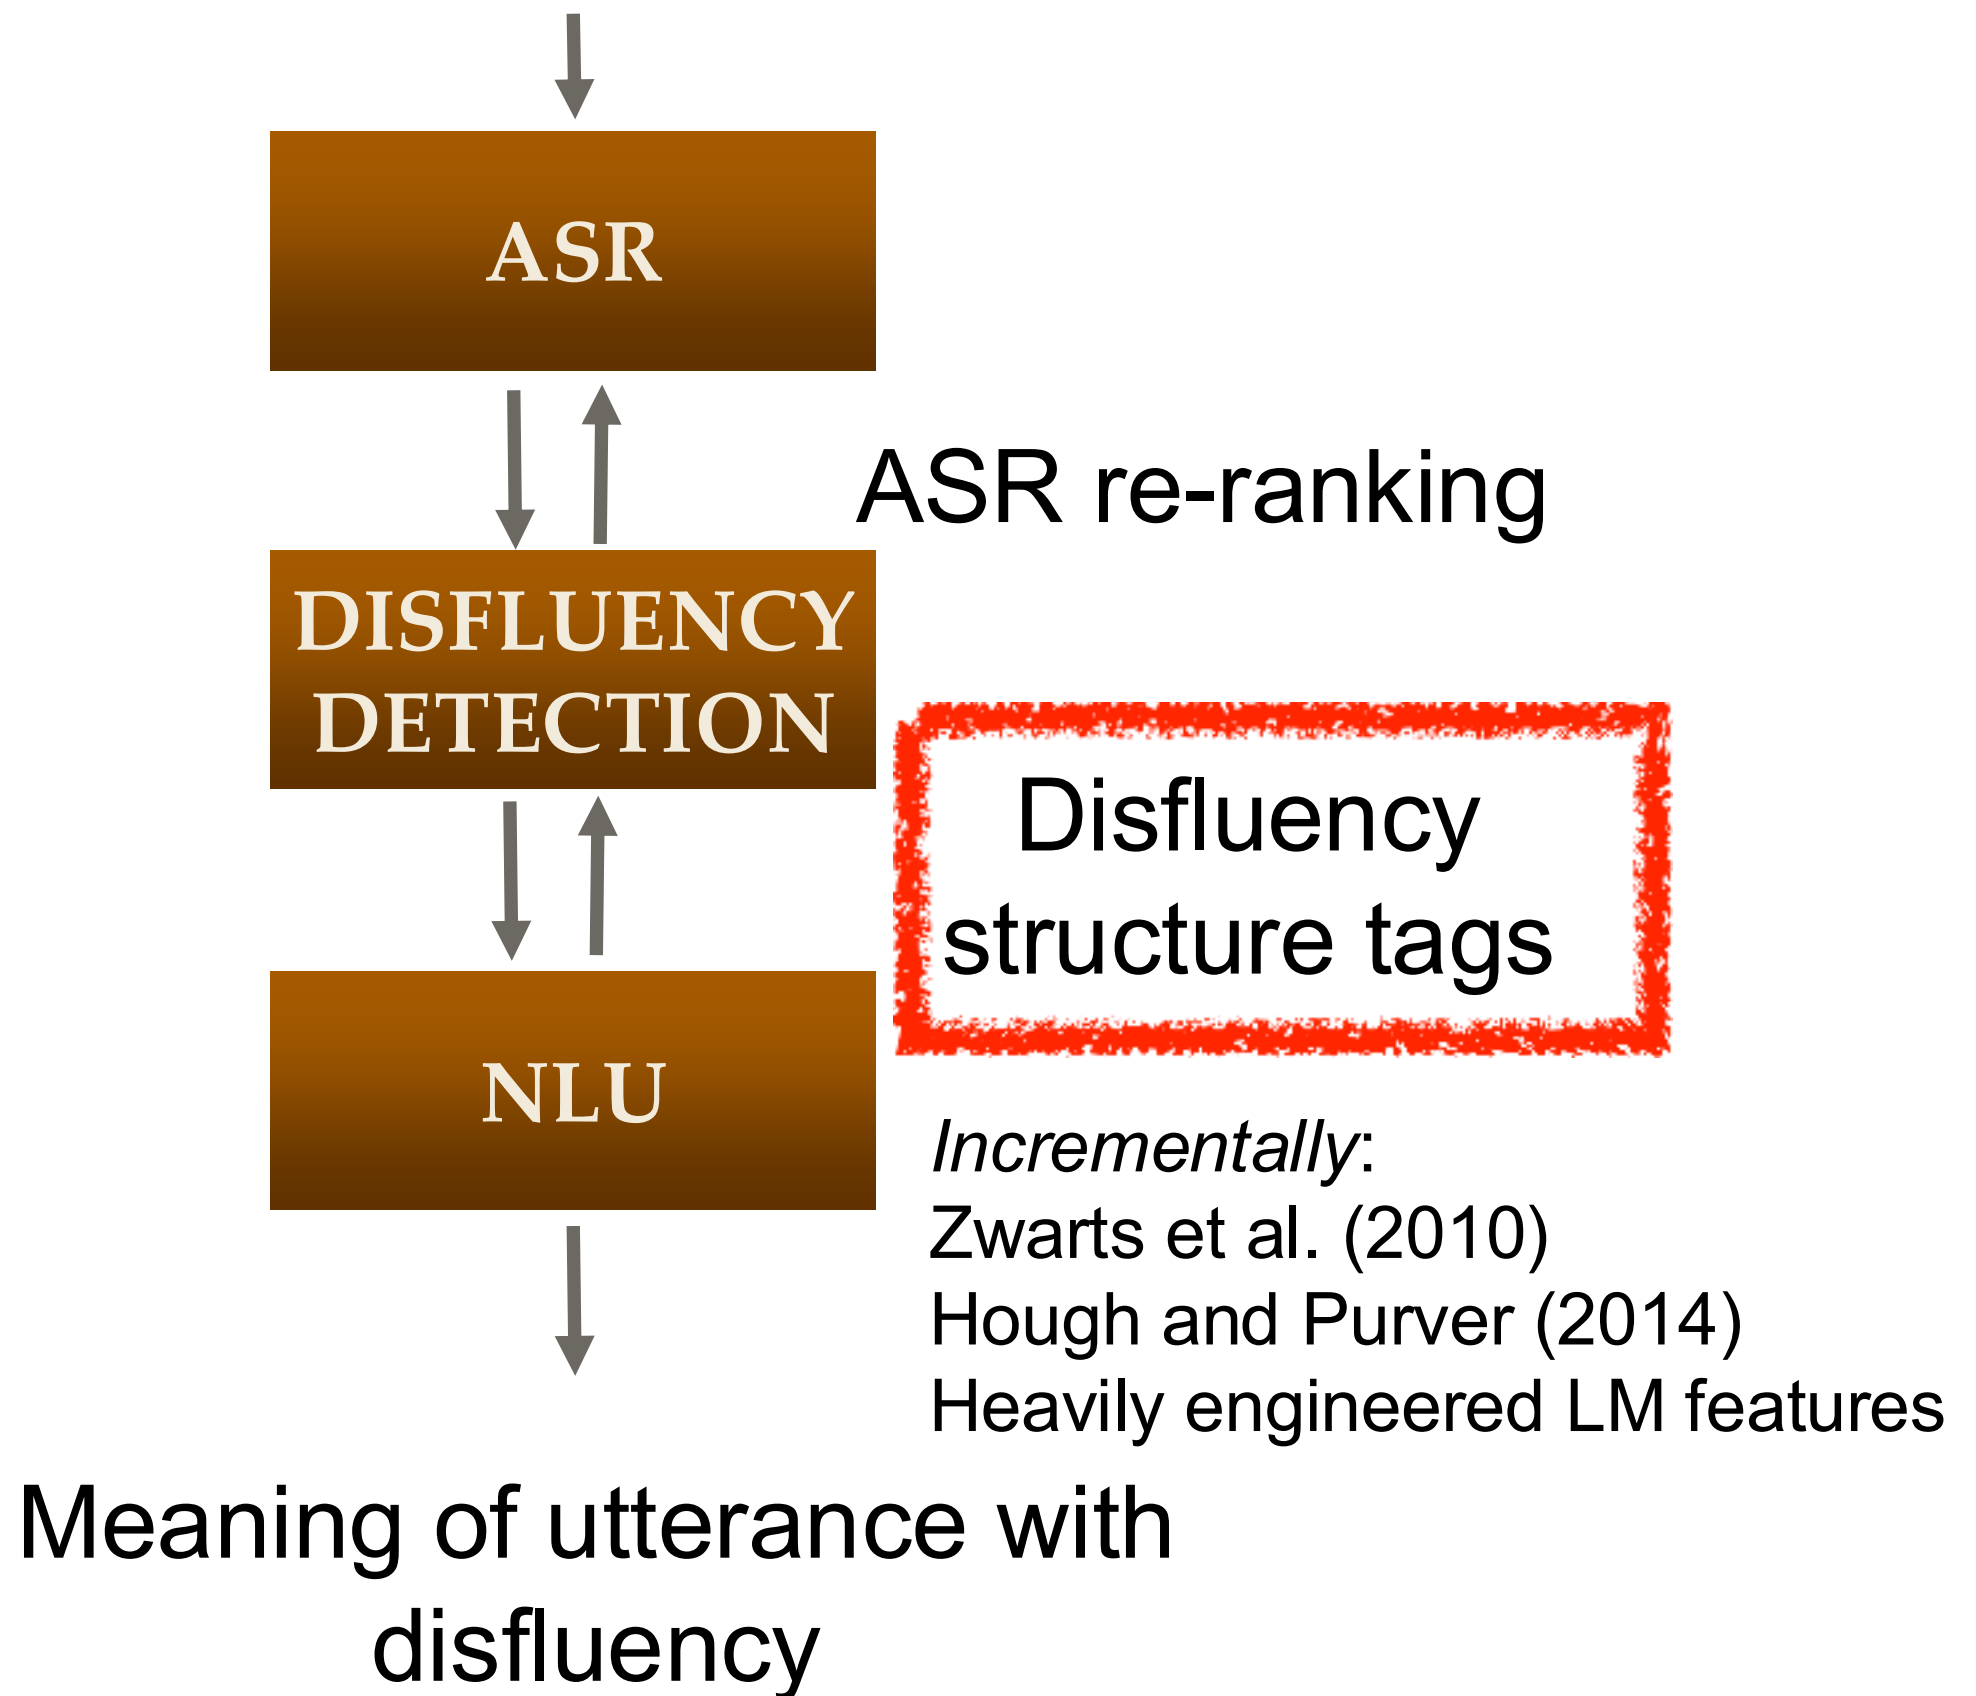 ASR
ASR re-ranking
DISFLUENCY
DETECTION
Disfluency
structure tags
NLU
Incrementally:
Zwarts et al. (2010)
Hough and Purver (2014)
Heavily engineered LM features
Meaning of utterance with
disfluency